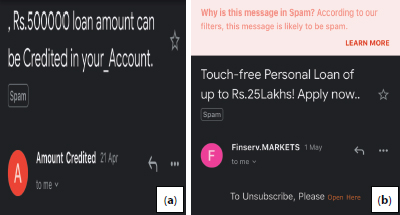 , Rs.500000 loan amount can
be Credited in your_Account.
Spam
A
Amount Credited 21 Apr
to me
(a)
Why is this message in Spam? According to our
filters, this message is likely to be spam.
LEARN MORE
Touch-free Personal Loan of
up to Rs.25Lakhs! Apply now..
Spam
F
Finserv.MARKETS 1 May
to me
To Unsubscribe, Please Open Here
(b)